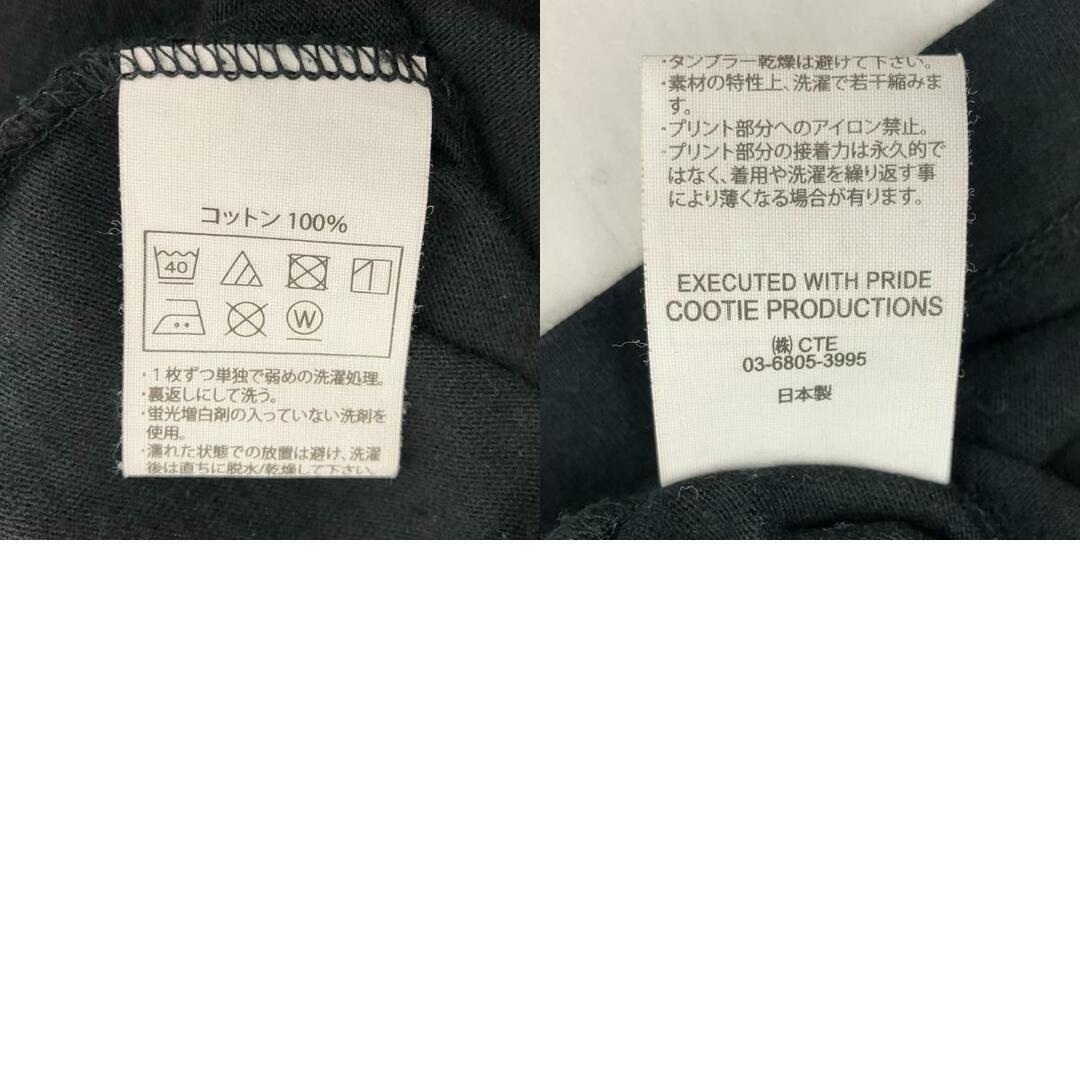 コットン 100%
40
W
・1枚ずつ単独で弱めの洗濯処理。
・裏返しにして洗う。
・蛍光増白剤の入っていない洗剤を
使用。
・濡れた状態での放置は避け、洗濯
後は直ちに脱水/乾燥して下さい。
・タンブラー乾燥は避けて下さい。
・素材の特性上、洗濯で若干縮みま
す。
・プリント部分へのアイロン禁止。
・プリント部分の接着力は永久的で
はなく、着用や洗濯を繰り返す事
により薄くなる場合が有ります。
EXECUTED WITH PRIDE
COOTIE PRODUCTIONS
㈱ CTE
03-6805-3995
日本製